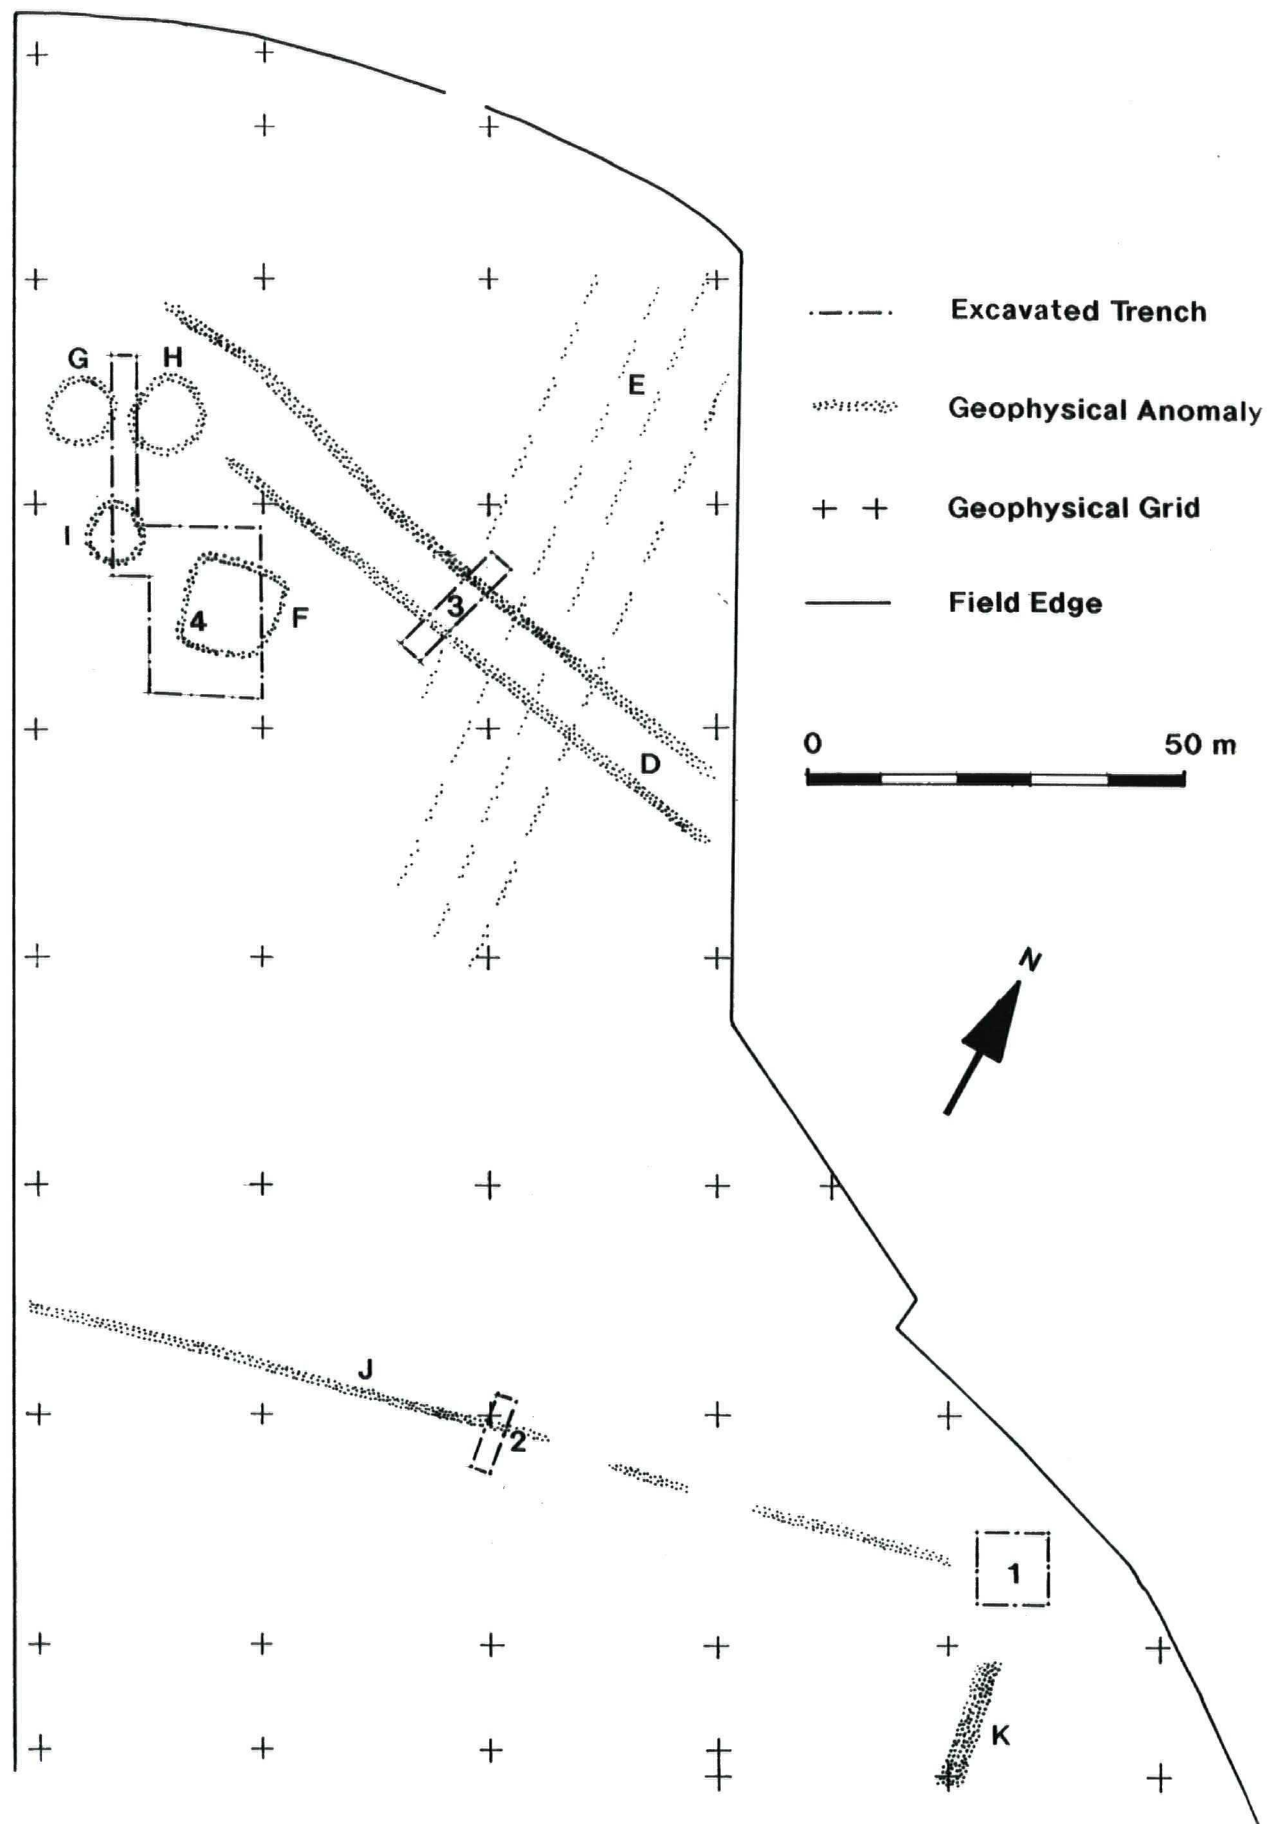 G H
E
I
4 F
3
D
J
2
1
K
Excavated Trench
Geophysical Anomaly
Geophysical Grid
Field Edge
0 50 m
N